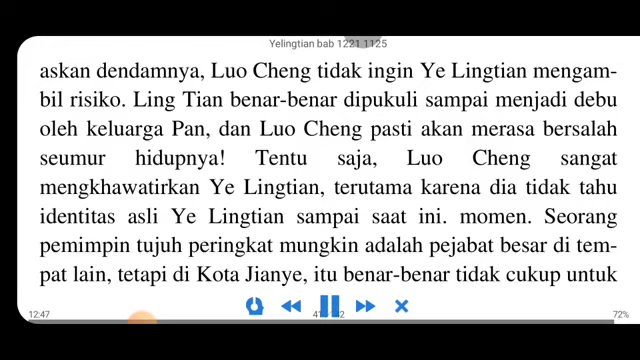 Yelingtian bab 1221 1125
askan dendamnya, Luo Cheng tidak ingin Ye Lingtian mengam-
bil risiko. Ling Tian benar-benar dipukuli sampai menjadi debu
oleh keluarga Pan, dan Luo Cheng pasti akan merasa bersalah
seumur hidupnya! Tentu saja, Luo Cheng sangat
mengkhawatirkan Ye Lingtian, terutama karena dia tidak tahu
identitas asli Ye Lingtian sampai saat ini. momen. Seorang
pemimpin tujuh peringkat mungkin adalah pejabat besar di tem-
pat lain, tetapi di Kota Jianye, itu benar-benar tidak cukup untuk
12:47
72%